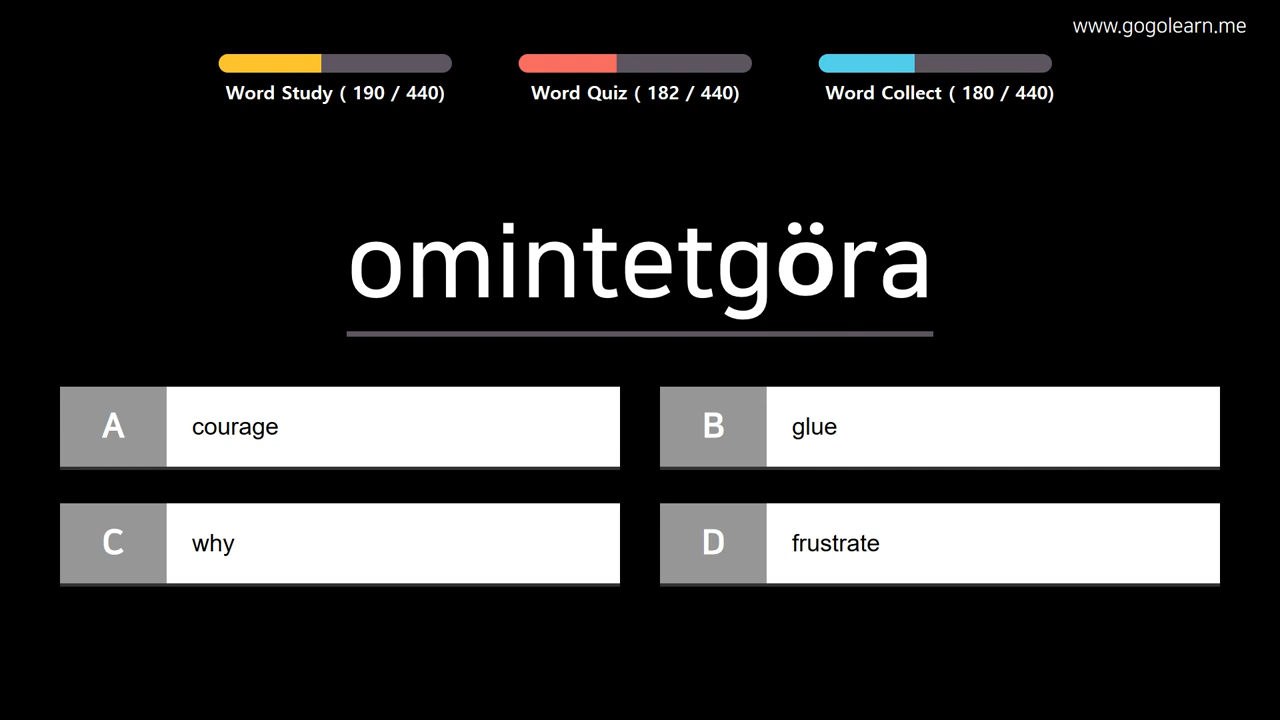 www.gogolearn.me
Word Study ( 190 / 440)
Word Quiz ( 182 / 440)
Word Collect ( 180 / 440)
omintetgöra
A courage
B glue
C why
D frustrate